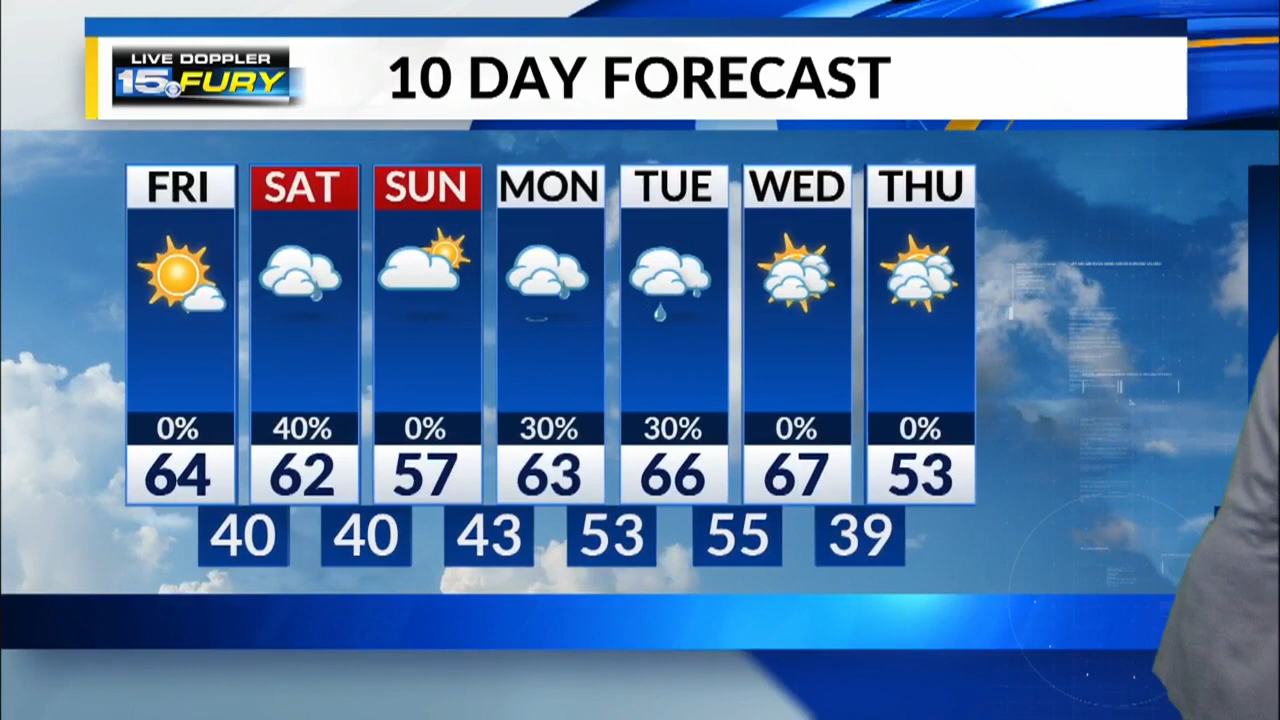 LIVE DOPPLER
15 FURY
10 DAY FORECAST
FRI SAT SUN MON TUE WED THU
0% 40% 0% 30% 30% 0% 0%
64 62 57 63 66 67 53
40 40 43 53 55 39